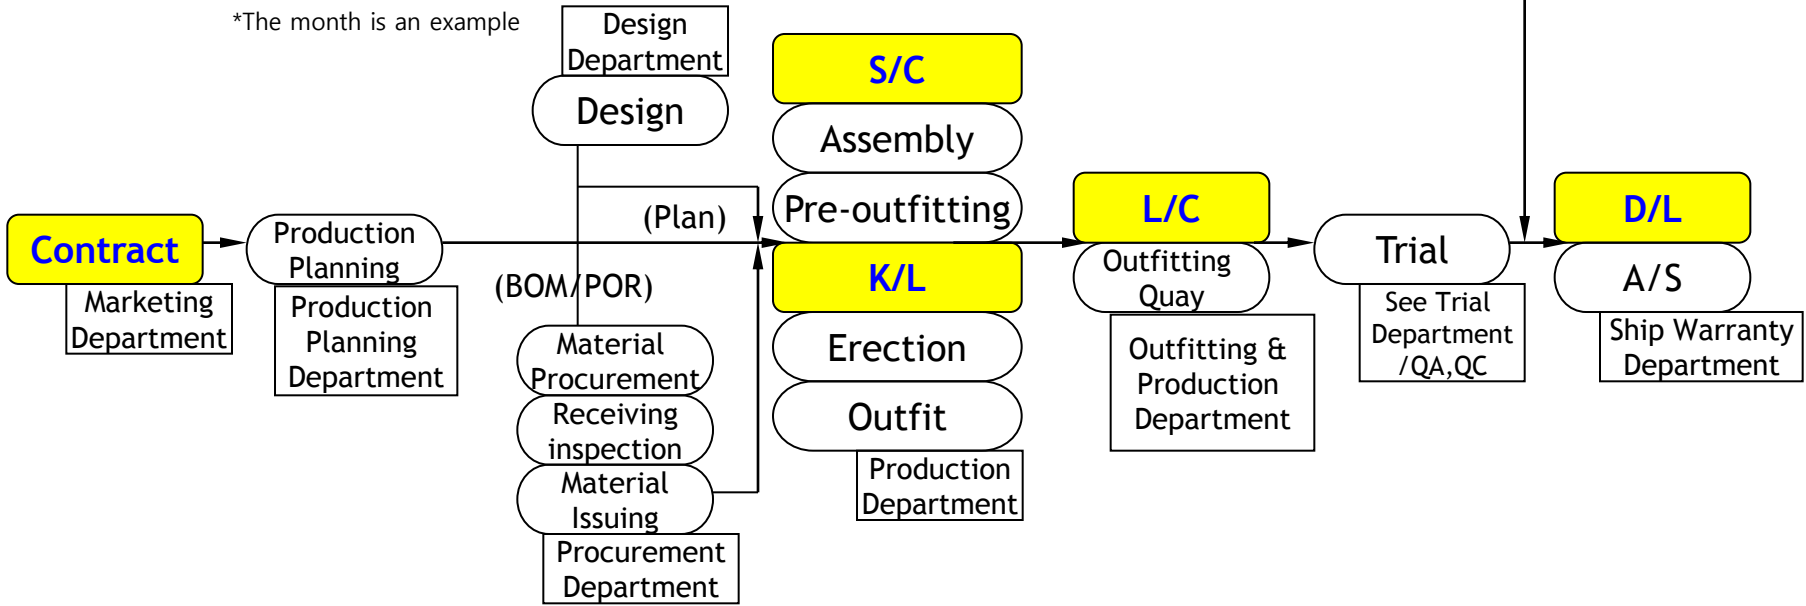 *The month is an example
Contract
Marketing
Department
Production
Planning
Production
Planning
Department
Design
Department
Design
(Plan)
(BOM/POR)
Material
Procurement
Receiving
inspection
Material
Issuing
Procurement
Department
S/C
Assembly
Pre-outfitting
K/L
Erection
Outfit
Production
Department
L/C
Outfitting
Quay
Outfitting &
Production
Department
Trial
See Trial
Department
/QA,QC
D/L
A/S
Ship Warranty
Department